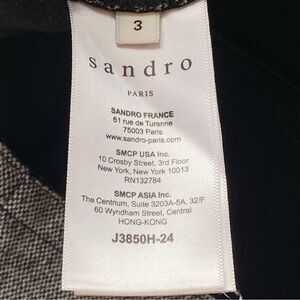 3
sandro
PARIS
SANDRO FRANCE
61 rue de Turenne
75003 Paris
www.sandro-paris.com
SMCP USA Inc.
10 Crosby Street, 3rd Floor
New York, New York 10013
RN132784
SMCP ASIA Inc.
The Centrium, Suite 3203A-5A, 32/F
60 Wyndham Street, Central
HONG-KONG
J3850H-24